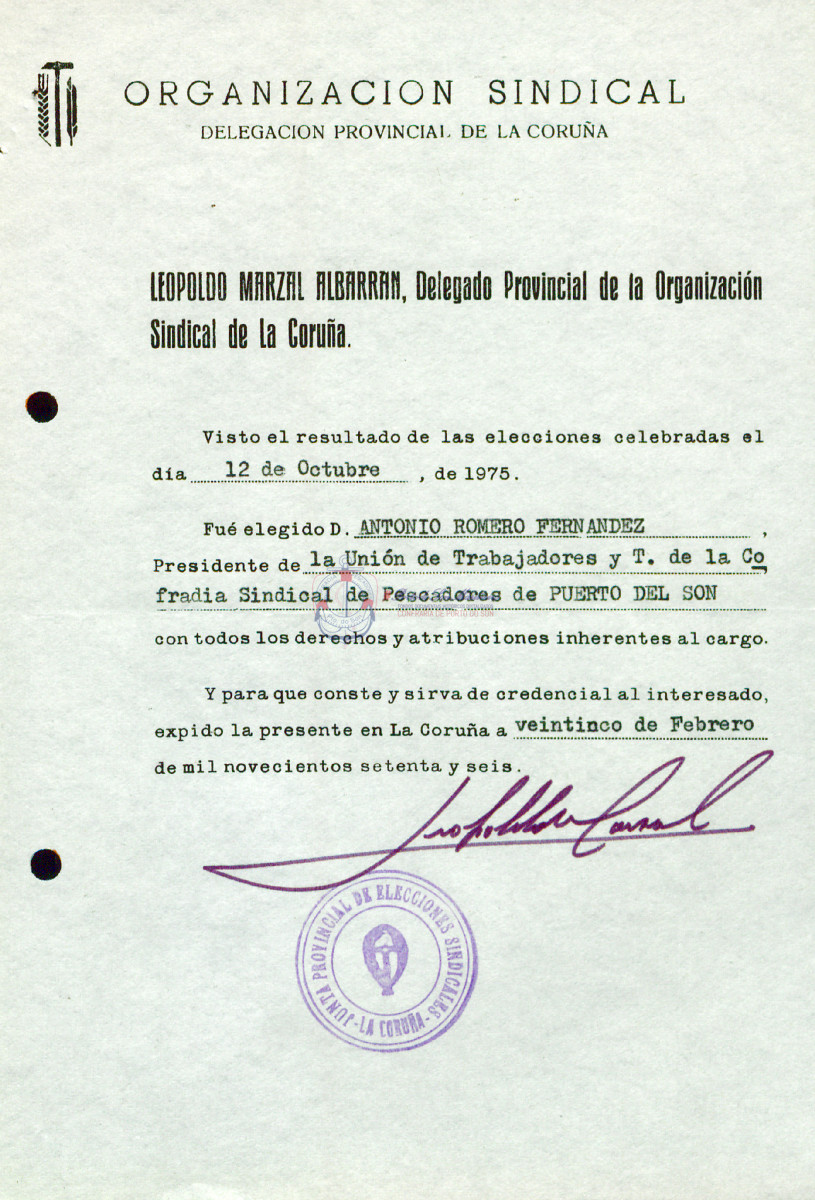 ORGANIZACION SINDICAL
DELEGACION PROVINCIAL DE LA CORUÑA
LEOPOLDO MARZAL ALBARRAN, Delegado Provincial de la Organización
Sindical de La Coruña.
Visto el resultado de las elecciones celebradas el
día 12 de Octubre , de 1975.
Fué elegido D. ANTONIO ROMERO FERNANDEZ ,
Presidente de la Unión de Trabajadores y T. de la Co
fradia Sindical de Pescadores de PUERTO DEL SON
con todos los derechos y atribuciones inherentes al cargo.
Y para que conste y sirva de credencial al interesado,
expido la presente en La Coruña a veintinco de Febrero
de mil novecientos setenta y seis.
Leopoldo Marzal
JUNTA PROVINCIAL DE ELECCIONES SINDICALES
-LA CORUÑA-